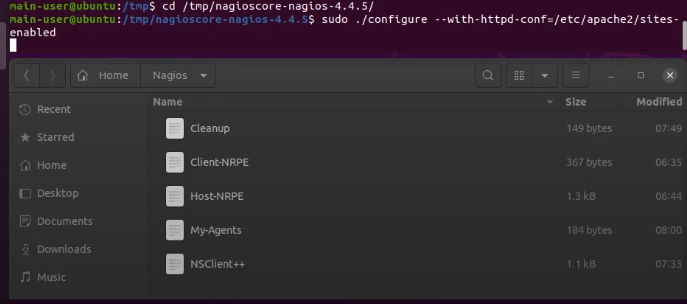 main-user@ubuntu:/tmp$ cd /tmp/nagioscore-nagios-4.4.5/
main-user@ubuntu:/tmp/nagioscore-nagios-4.4.5$ sudo ./configure --with-httpd-conf=/etc/apache2/sites-
enabled
Home Nagios
Recent
Starred
Home
Desktop
Documents
Downloads
Music
Name Size Modified
Cleanup 149 bytes 07:49
Client-NRPE 367 bytes 06:35
Host-NRPE 1.3 kB 06:44
My-Agents 184 bytes 08:00
NSClient++ 1.1 kB 07:33